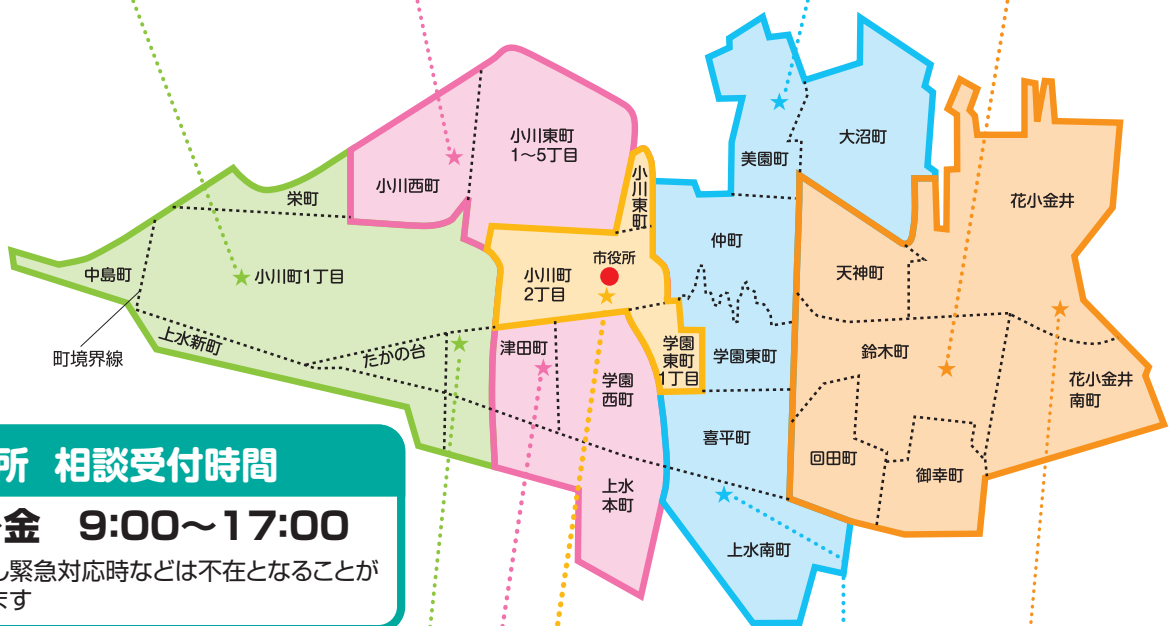 小川東町
1〜5丁目
小川西町
栄町
中島町
小川町1丁目
町境界線
上水新町
たかの台
小川東町
市役所
小川町
2丁目
津田町
学園
西町
上水
本町
学園
東町
1丁目
美園町
大沼町
仲町
学園東町
喜平町
上水南町
天神町
花小金井
鈴木町
花小金井
南町
回田町
御幸町
所 相談受付時間
金 9:00〜17:00
し緊急対応時などは不在となることが
ます